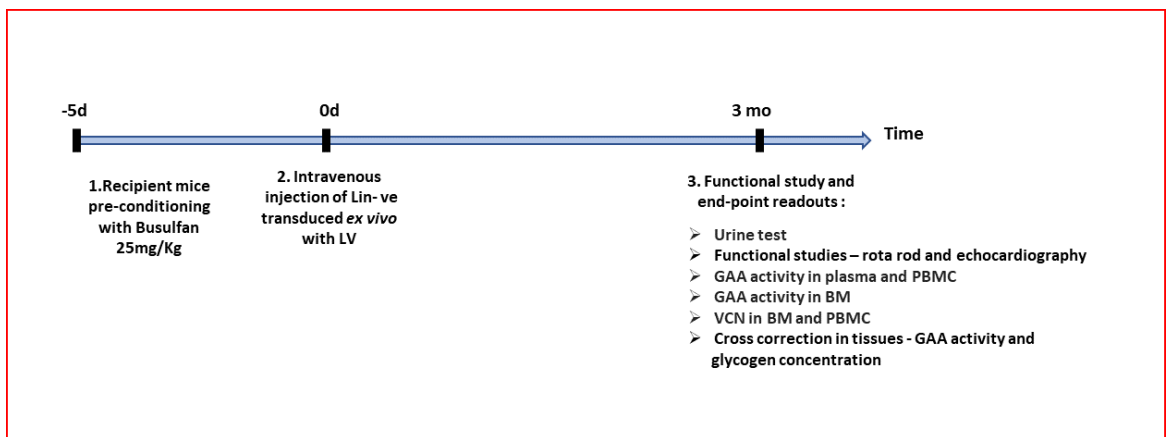 -5d
0d
3 mo
Time
1.Recipient mice
pre-conditioning
with Busulfan
25mg/Kg
2. Intravenous
injection of Lin- ve
transduced ex vivo
with LV
3. Functional study and
end-point readouts :
➢ Urine test
➢ Functional studies – rota rod and echocardiography
➢ GAA activity in plasma and PBMC
➢ GAA activity in BM
➢ VCN in BM and PBMC
➢ Cross correction in tissues - GAA activity and
glycogen concentration